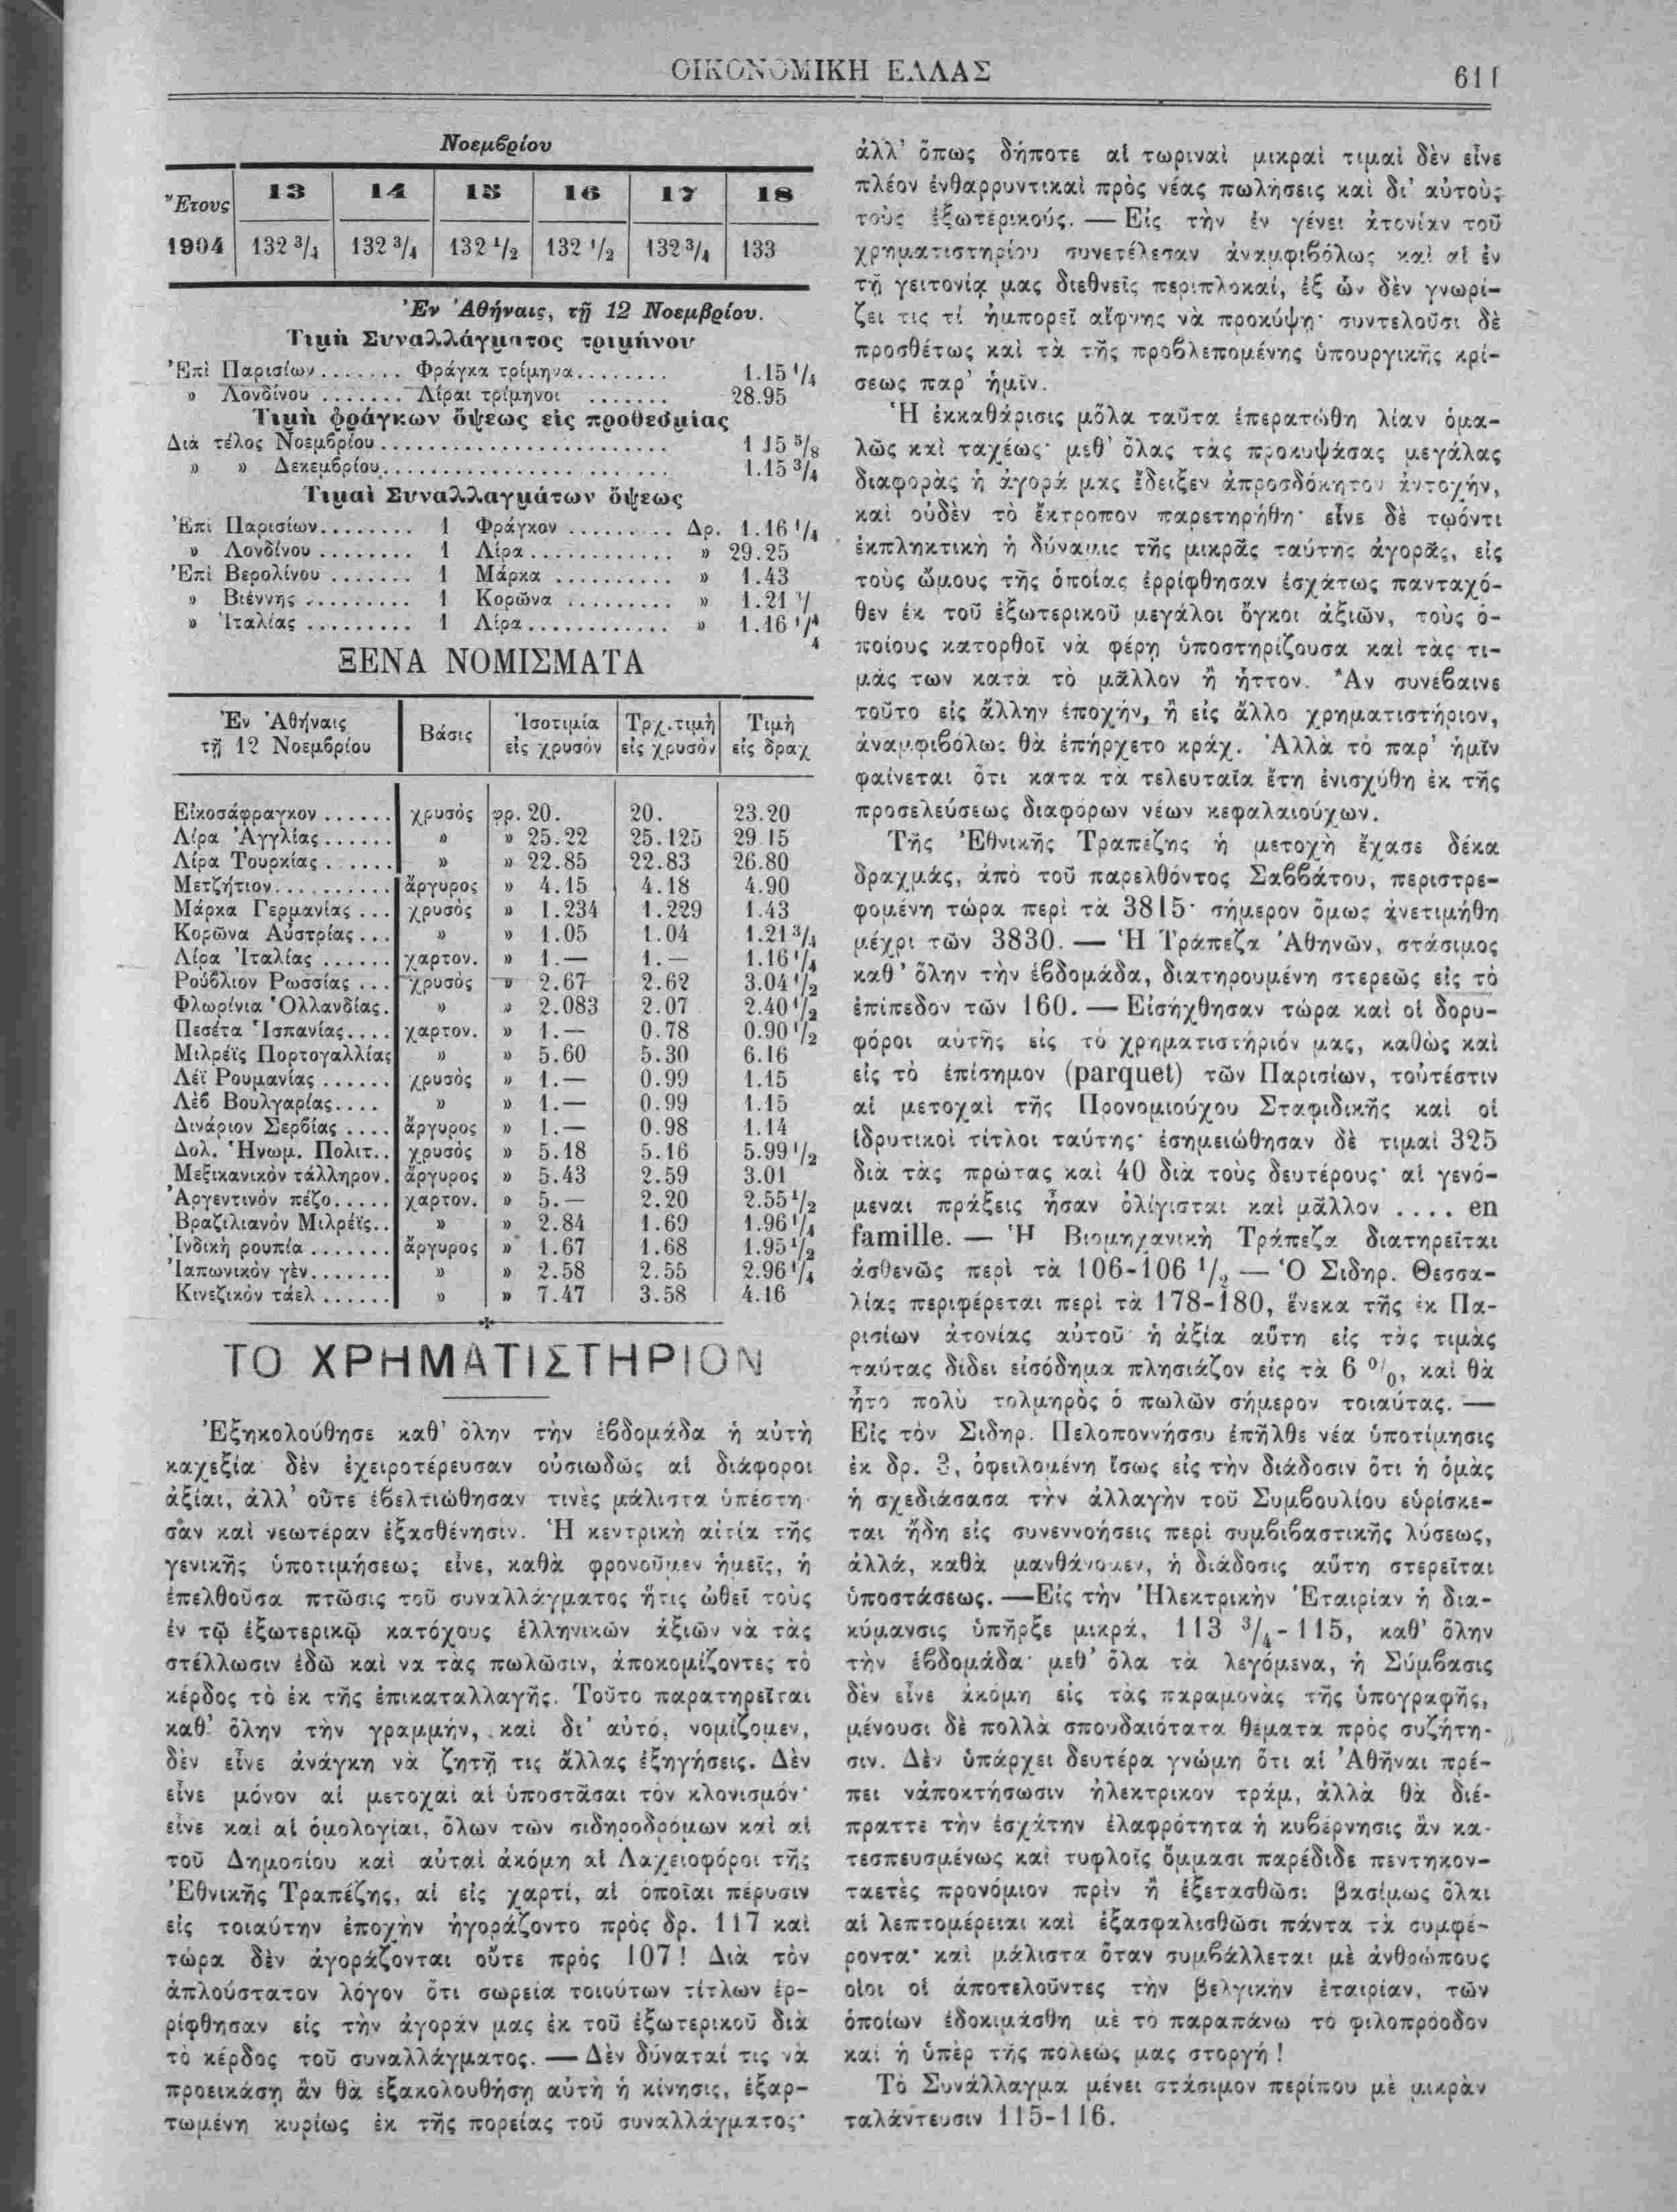 ΟΙΚΟΝΟΜΙΚΗ ΕΛΛΑΣ 611
Νοεμβρίου
Ἔτους 13 14 15 16 17 18
1904 132 3/4 132 3/4 132 1/2 132 1/2 132 3/4 133
Ἐν Ἀθήναις, τῇ 12 Νοεμβρίου.
Τιμὴ Συναλλάγματος τριμήνου
Ἐπὶ Παρισίων....... Φράγκα τρίμηνα......... 1.15 1/4
» Λονδίνου ........ Λίραι τρίμηνοι ....... 28.95
Τιμὴ φράγκων ὄψεως εἰς προθεσμίας
Διὰ τέλος Νοεμβρίου........................... 1 15 5/8
» » Δεκεμβρίου........................... 1.15 3/4
Τιμαὶ Συναλλαγμάτων ὄψεως
Ἐπὶ Παρισίων........ 1 Φράγκον ......... Δρ. 1.16 1/4
» Λονδίνου ........ 1 Λίρα............. » 29.25
Ἐπὶ Βερολίνου ....... 1 Μάρκα .......... » 1.43
» Βιέννης ......... 1 Κορῶνα ......... » 1.21 3/
» Ἰταλίας ......... 1 Λίρα............ » 1.16 1/4
4
ΞΕΝΑ ΝΟΜΙΣΜΑΤΑ
Ἐν Ἀθήναις τῇ 12 Νοεμβρίου Βάσις Ἰσοτιμία εἰς χρυσόν Τρχ.τιμὴ εἰς χρυσὸν Τιμὴ εἰς δραχ
Εἰκοσάφραγκον ...... χρυσὸς φρ. 20. 20. 23.20
Λίρα Ἀγγλίας...... » » 25.22 25.125 29 15
Λίρα Τουρκίας ...... » » 22.85 22.83 26.80
Μετζήτιον.......... ἄργυρος » 4.15 4.18 4.90
Μάρκα Γερμανίας ... χρυσὸς » 1.234 1.229 1.43
Κορῶνα Αὐστρίας... » » 1.05 1.04 1.21 3/4
Λίρα Ἰταλίας ...... χαρτον. » 1.— 1.— 1.16 1/4
Ρούβλιον Ρωσσίας ... χρυσὸς » 2.67 2.62 3.04 1/2
Φλωρίνια Ὁλλανδίας. » » 2.083 2.07 2.40 1/2
Πεσέτα Ἱσπανίας.... χαρτον. » 1.— 0.78 0.90 1/2
Μιλρέϊς Πορτογαλλίας » » 5.60 5.30 6.16
Λέϊ Ρουμανίας ...... χρυσὸς » 1.— 0.99 1.15
Λὲβ Βουλγαρίας.... » » 1.— 0.99 1.15
Δινάριον Σερβίας .... ἄργυρος » 1.— 0.98 1.14
Δολ. Ἡνωμ. Πολιτ.. χρυσὸς » 5.18 5.16 5.99 1/2
Μεξικανικὸν τάλληρον. ἄργυρος » 5.43 2.59 3.01
Ἀργεντινὸν πέζο..... χαρτον. » 5.— 2.20 2.55 1/2
Βραζιλιανὸν Μιλρέϊς.. » » 2.84 1.69 1.96 1/4
Ἰνδικὴ ρουπία ....... ἄργυρος » 1.67 1.68 1.95 1/2
Ἰαπωνικὸν γὲν....... » » 2.58 2.55 2.96 1/4
Κινεζικὸν τάελ ...... » » 7.47 3.58 4.16
ΤΟ ΧΡΗΜΑΤΙΣΤΗΡΙΟΝ
Ἐξηκολούθησε καθ’ ὅλην τὴν ἑβδομάδα ἡ αὐτὴ
καχεξία δὲν ἐχειροτέρευσαν οὐσιωδῶς αἱ διάφοροι
ἀξίαι, ἀλλ’ οὔτε ἐβελτιώθησαν τινὲς μάλιστα ὑπέστη
σαν καὶ νεωτέραν ἐξασθένησιν. Ἡ κεντρικὴ αἰτία τῆς
γενικῆς ὑποτιμήσεως εἶνε, καθὰ φρονοῦμεν ἡμεῖς, ἡ
ἐπελθοῦσα πτῶσις τοῦ συναλλάγματος ἥτις ὠθεῖ τοὺς
ἐν τῷ ἐξωτερικῷ κατόχους ἑλληνικῶν ἀξιῶν νὰ τὰς
στέλλωσιν ἐδῶ καὶ να τὰς πωλῶσιν, ἀποκομίζοντες τὸ
κέρδος τὸ ἐκ τῆς ἐπικαταλλαγῆς. Τοῦτο παρατηρεῖται
καθ’ ὅλην τὴν γραμμήν, καὶ δι’ αὐτό, νομίζομεν,
δὲν εἶνε ἀνάγκη νὰ ζητῇ τις ἄλλας ἐξηγήσεις. Δὲν
εἶνε μόνον αἱ μετοχαὶ αἱ ὑποστᾶσαι τὸν κλονισμόν·
εἶνε καὶ αἱ ὁμολογίαι, ὅλων τῶν σιδηροδρόμων καὶ αἱ
τοῦ Δημοσίου καὶ αὐταὶ ἀκόμη αἱ Λαχειοφόροι τῆς
Ἐθνικῆς Τραπέζης, αἱ εἰς χαρτί, αἱ ὁποῖαι πέρυσιν
εἰς τοιαύτην ἐποχὴν ἠγοράζοντο πρὸς δρ. 117 καὶ
τώρα δὲν ἀγοράζονται οὔτε πρὸς 107! Διὰ τὸν
ἁπλούστατον λόγον ὅτι σωρεία τοιούτων τίτλων ἐρ-
ρίφθησαν εἰς τὴν ἀγοράν μας ἐκ τοῦ ἐξωτερικοῦ διὰ
τὸ κέρδος τοῦ συναλλάγματος. — Δὲν δύναταί τις νὰ
προεικάσῃ ἂν θὰ ἐξακολουθήσῃ αὐτὴ ἡ κίνησις, ἐξαρ-
τωμένη κυρίως ἐκ τῆς πορείας τοῦ συναλλάγματος·
ἀλλ’ ὅπως δήποτε αἱ τωριναὶ μικραὶ τιμαὶ δὲν εἶνε
πλέον ἐνθαρρυντικαὶ πρὸς νέας πωλήσεις καὶ δι’ αὐτοὺς
τοὺς ἐξωτερικούς. — Εἰς τὴν ἐν γένει ἀτονίαν τοῦ
χρηματιστηρίου συνετέλεσαν ἀναμφιβόλως καὶ αἱ ἐν
τῇ γειτονίᾳ μας διεθνεῖς περιπλοκαί, ἐξ ὧν δὲν γνωρί-
ζει τις τί ἠμπορεῖ αἴφνης νὰ προκύψῃ· συντελοῦσι δὲ
προσθέτως καὶ τὰ τῆς προβλεπομένης ὑπουργικῆς κρί-
σεως παρ’ ἡμῖν.
Ἡ ἐκκαθάρισις μὅλα ταῦτα ἐπερατώθη λίαν ὁμα-
λῶς καὶ ταχέως· μεθ’ ὅλας τὰς προκυψάσας μεγάλας
διαφορὰς ἡ ἀγορά μας ἔδειξεν ἀπροσδόκητον ἀντοχήν,
καὶ οὐδὲν τὸ ἔκτροπον παρετηρήθη· εἶνε δὲ τῳόντι
ἐκπληκτικὴ ἡ δύναμις τῆς μικρᾶς ταύτης ἀγορᾶς, εἰς
τοὺς ὤμους τῆς ὁποίας ἐρρίφθησαν ἐσχάτως πανταχό-
θεν ἐκ τοῦ ἐξωτερικοῦ μεγάλοι ὄγκοι ἀξιῶν, τοὺς ὁ-
ποίους κατορθοῖ νὰ φέρῃ ὑποστηρίζουσα καὶ τὰς τι-
μάς των κατὰ τὸ μᾶλλον ἢ ἧττον. Ἂν συνέβαινε
τοῦτο εἰς ἄλλην ἐποχήν, ἢ εἰς ἄλλο χρηματιστήριον,
ἀναμφιβόλως θὰ ἐπήρχετο κράχ. Ἀλλὰ τὸ παρ’ ἡμῖν
φαίνεται ὅτι κατα τὰ τελευταῖα ἔτη ἐνισχύθη ἐκ τῆς
προσελεύσεως διαφόρων νέων κεφαλαιούχων.
Τῆς Ἐθνικῆς Τραπέζης ἡ μετοχὴ ἔχασε δέκα
δραχμάς, ἀπὸ τοῦ παρελθόντος Σαββάτου, περιστρε-
φομένη τώρα περὶ τὰ 3815· σήμερον ὅμως ἀνετιμήθη
μέχρι τῶν 3830. — Ἡ Τράπεζα Ἀθηνῶν, στάσιμος
καθ’ ὅλην τὴν ἑβδομάδα, διατηρουμένη στερεῶς εἰς τὸ
ἐπίπεδον τῶν 160. — Εἰσήχθησαν τώρα καὶ οἱ δορυ-
φόροι αὐτῆς εἰς τὸ χρηματιστήριόν μας, καθὼς καὶ
εἰς τὸ ἐπίσημον (parquet) τῶν Παρισίων, τοὐτέστιν
αἱ μετοχαὶ τῆς Προνομιούχου Σταφιδικῆς καὶ οἱ
ἱδρυτικοὶ τίτλοι ταύτης· ἐσημειώθησαν δὲ τιμαὶ 325
διὰ τὰς πρώτας καὶ 40 διὰ τοὺς δευτέρους· αἱ γενό-
μεναι πράξεις ἦσαν ὀλίγισται καὶ μᾶλλον .... en
famille. — Ἡ Βιομηχανικὴ Τράπεζα διατηρεῖται
ἀσθενῶς περὶ τὰ 106-106 1/2 — Ὁ Σιδηρ. Θεσσα-
λίας περιφέρεται περὶ τὰ 178-180, ἕνεκα τῆς ἐκ Πα-
ρισίων ἀτονίας αὐτοῦ· ἡ ἀξία αὕτη εἰς τὰς τιμὰς
ταύτας δίδει εἰσόδημα πλησιάζον εἰς τὰ 6 0/0, καὶ θὰ
ἦτο πολὺ τολμηρὸς ὁ πωλῶν σήμερον τοιαύτας. —
Εἰς τὸν Σιδηρ. Πελοποννήσου ἐπῆλθε νέα ὑποτίμησις
ἐκ δρ. 3, ὀφειλομένη ἴσως εἰς τὴν διάδοσιν ὅτι ἡ ὁμὰς
ἡ σχεδιάσασα τὴν ἀλλαγὴν τοῦ Συμβουλίου εὑρίσκε-
ται ἤδη εἰς συνεννοήσεις περὶ συμβιβαστικῆς λύσεως,
ἀλλά, καθὰ μανθάνομεν, ἡ διάδοσις αὕτη στερεῖται
ὑποστάσεως. —Εἰς τὴν Ἠλεκτρικὴν Ἑταιρίαν ἡ δια-
κύμανσις ὑπῆρξε μικρά, 113 3/4-115, καθ’ ὅλην
τὴν ἑβδομάδα· μεθ’ ὅλα τὰ λεγόμενα, ἡ Σύμβασις
δὲν εἶνε ἀκόμη εἰς τὰς παραμονὰς τῆς ὑπογραφῆς,
μένουσι δὲ πολλὰ σπουδαιότατα θέματα πρὸς συζήτη-
σιν. Δὲν ὑπάρχει δευτέρα γνώμη ὅτι αἱ Ἀθῆναι πρέ-
πει νἀποκτήσωσιν ἠλεκτρικον τράμ, ἀλλὰ θὰ διέ-
πραττε τὴν ἐσχάτην ἐλαφρότητα ἡ κυβέρνησις ἂν κα-
τεσπευσμένως καὶ τυφλοῖς ὄμμασι παρέδιδε πεντηκον-
ταετὲς προνόμιον πρὶν ἢ ἐξετασθῶσι βασίμως ὅλαι
αἱ λεπτομέρειαι καὶ ἐξασφαλισθῶσι πάντα τὰ συμφέ-
ροντα· καὶ μάλιστα ὅταν συμβάλλεται μὲ ἀνθρώπους
οἷοι οἱ ἀποτελοῦντες τὴν βελγικὴν ἑταιρίαν, τῶν
ὁποίων ἐδοκιμάσθη μὲ τὸ παραπάνω τὸ φιλοπρόοδον
καὶ ἡ ὑπὲρ τῆς πόλεώς μας στοργή!
Τὸ Συνάλλαγμα μένει στάσιμον περίπου μὲ μικρὰν
ταλάντευσιν 115-116.